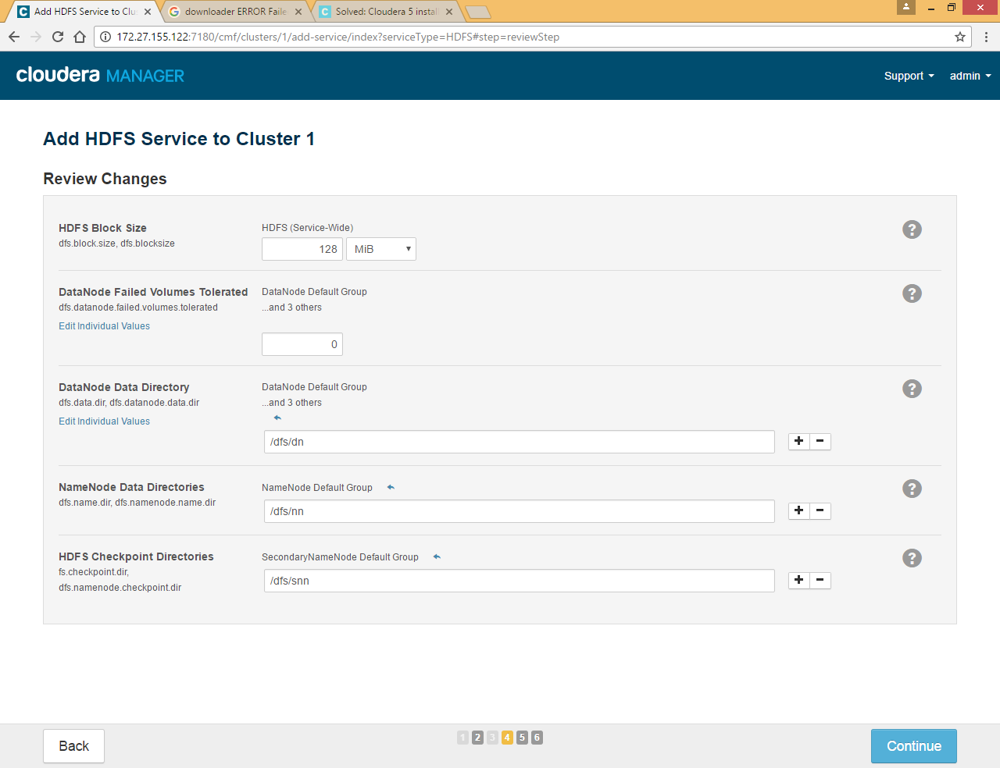 Add HDFS Service to Clu
downloader ERROR Faile
Solved: Cloudera 5 instal
172.27.155.122:7180/cmf/clusters/1/add-service/index?serviceType=HDFS#step=reviewStep
cloudera MANAGER
Support
admin
Add HDFS Service to Cluster 1
Review Changes
HDFS Block Size
dfs.block.size, dfs.blocksize
HDFS (Service-Wide)
128
MiB
?
DataNode Failed Volumes Tolerated
dfs.datanode.failed.volumes.tolerated
Edit Individual Values
DataNode Default Group
...and 3 others
0
?
DataNode Data Directory
dfs.data.dir, dfs.datanode.data.dir
Edit Individual Values
DataNode Default Group
...and 3 others
/dfs/dn
?
NameNode Data Directories
dfs.name.dir, dfs.namenode.name.dir
NameNode Default Group
/dfs/nn
?
HDFS Checkpoint Directories
fs.checkpoint.dir,
dfs.namenode.checkpoint.dir
SecondaryNameNode Default Group
/dfs/snn
?
Back
1 2 3 4 5 6
Continue